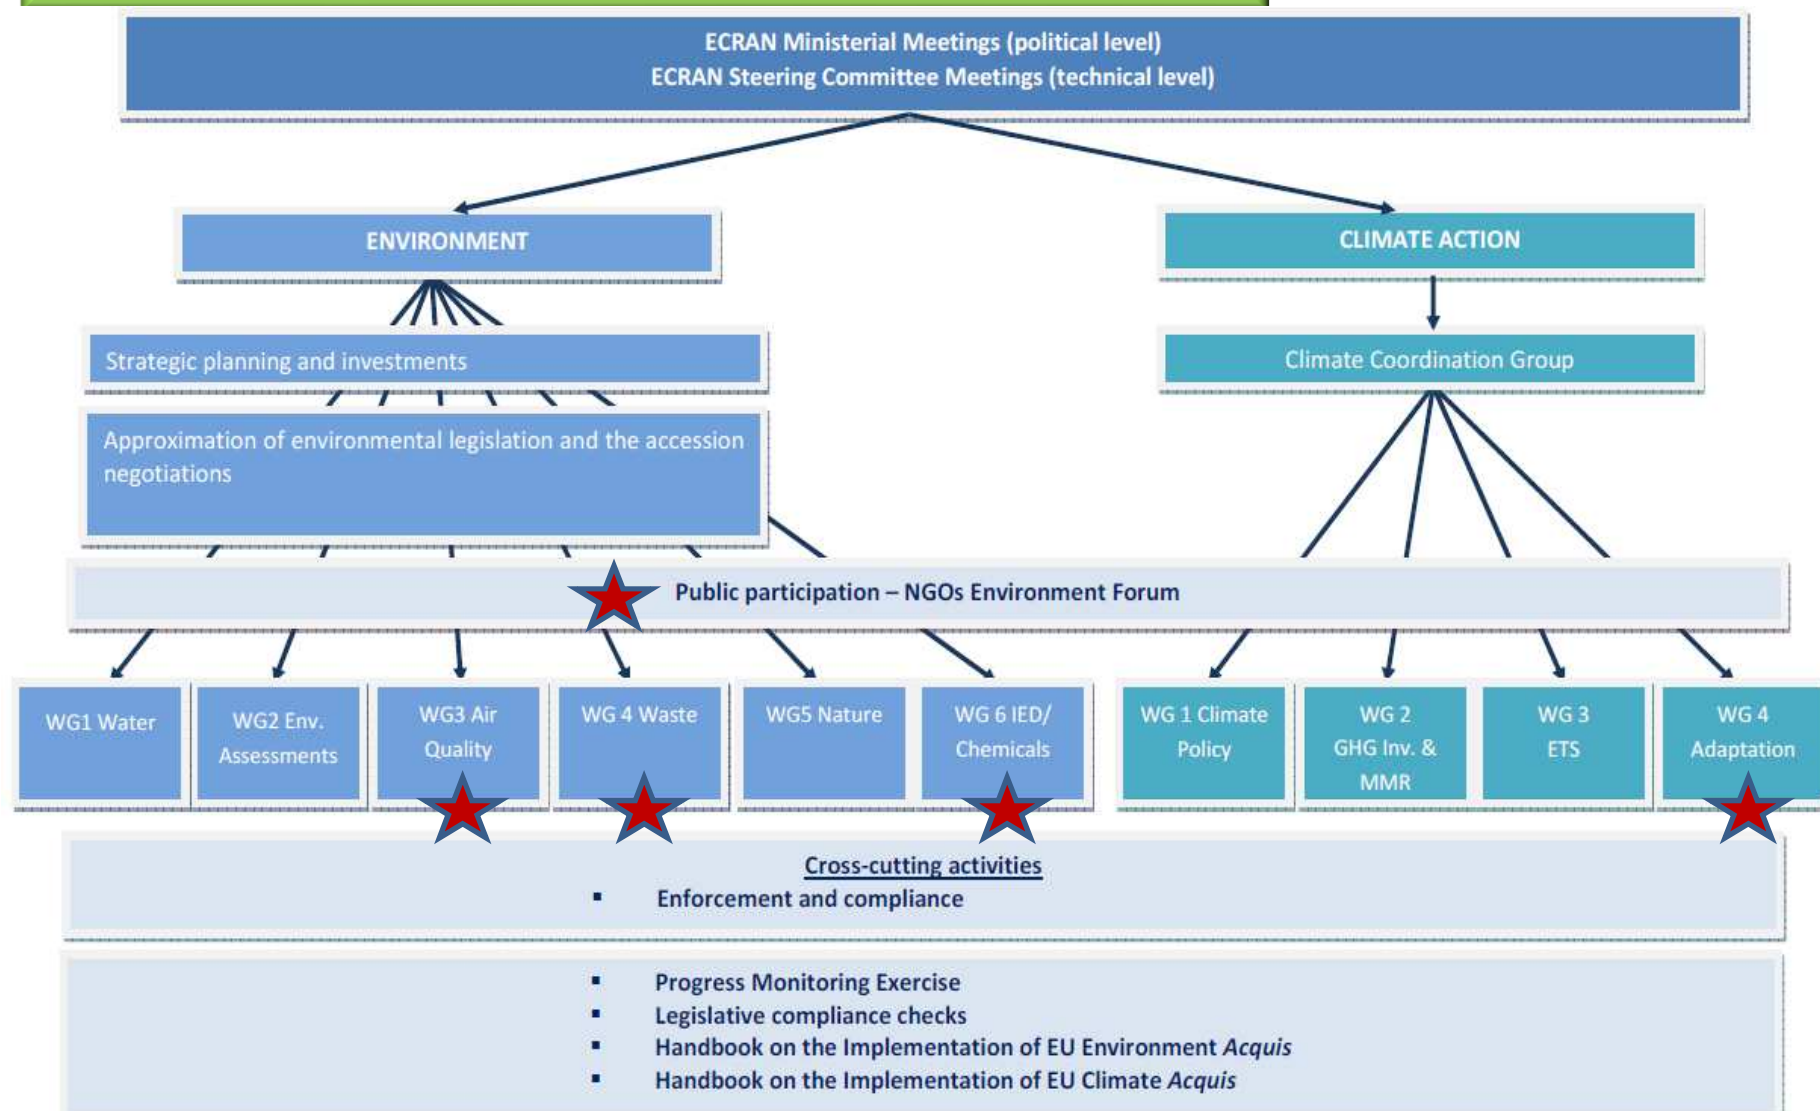 ECRAN Ministerial Meetings (political level)
ECRAN Steering Committee Meetings (technical level)
ENVIRONMENT
CLIMATE ACTION
Strategic planning and investments
Climate Coordination Group
Approximation of environmental legislation and the accession
negotiations
Public participation – NGOs Environment Forum
WG1 Water
WG2 Env.
Assessments
WG3 Air
Quality
WG 4 Waste
WG5 Nature
WG 6 IED/
Chemicals
WG 1 Climate
Policy
WG 2
GHG Inv. &
MMR
WG 3
ETS
WG 4
Adaptation
Cross-cutting activities
▪ Enforcement and compliance
▪ Progress Monitoring Exercise
▪ Legislative compliance checks
▪ Handbook on the Implementation of EU Environment Acquis
▪ Handbook on the Implementation of EU Climate Acquis